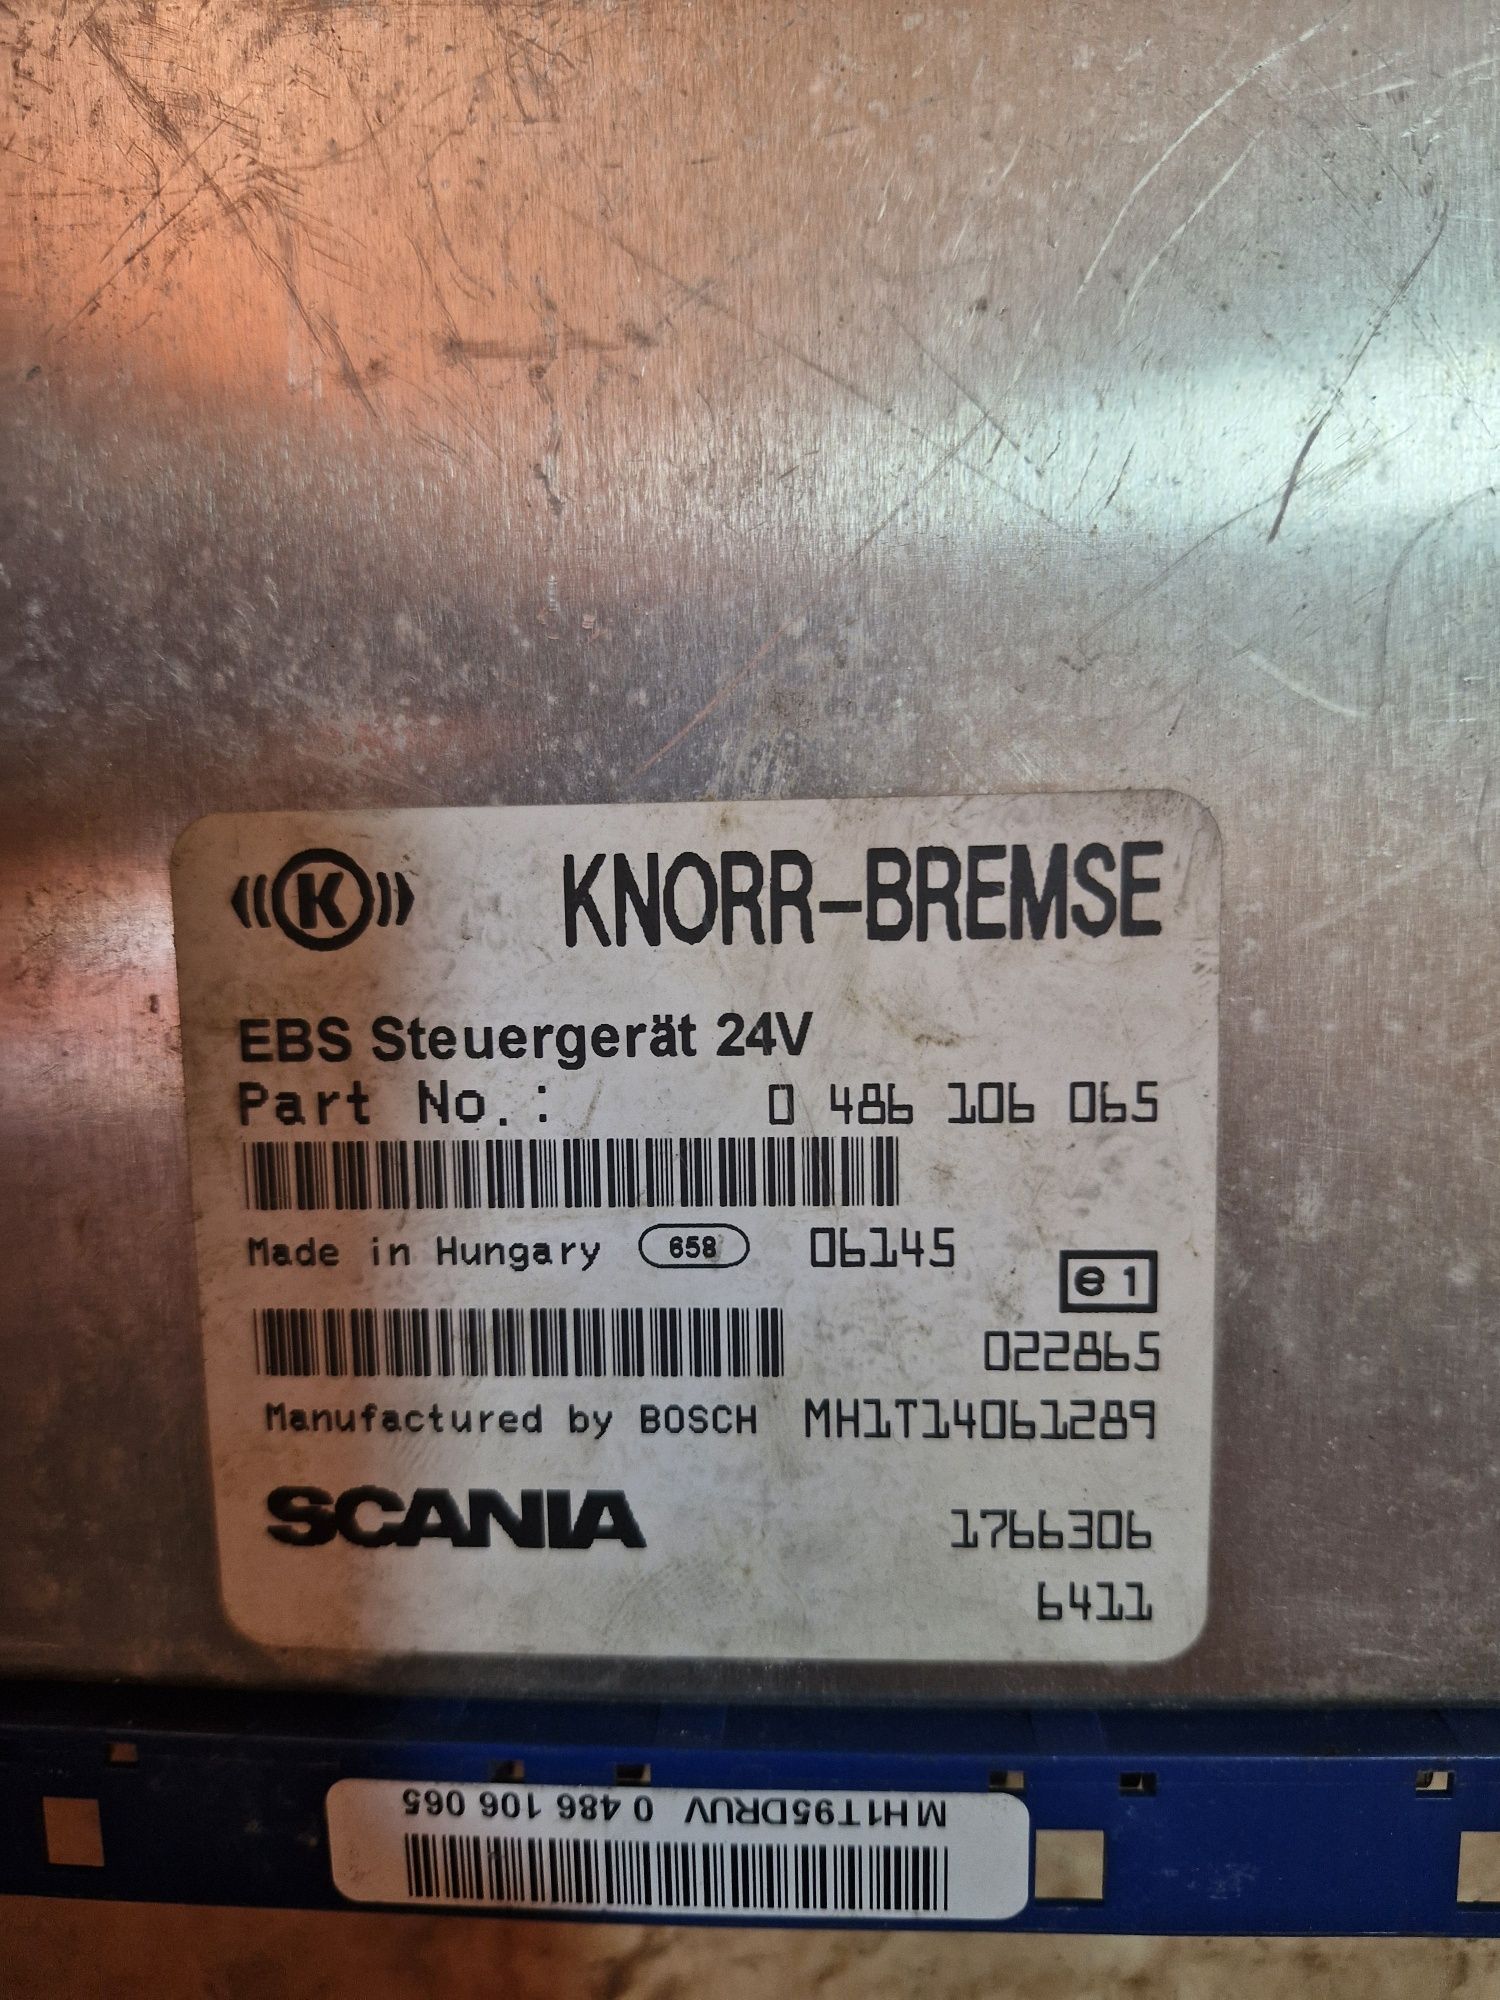 K KNORR-BREMSE
EBS Steuergerät 24V
Part No.: 0 486 106 065
Made in Hungary 658 06145
e1
022865
Manufactured by BOSCH MH1T14061289
SCANIA 1766306
6411
MH1T95DRUV 0 486 106 065